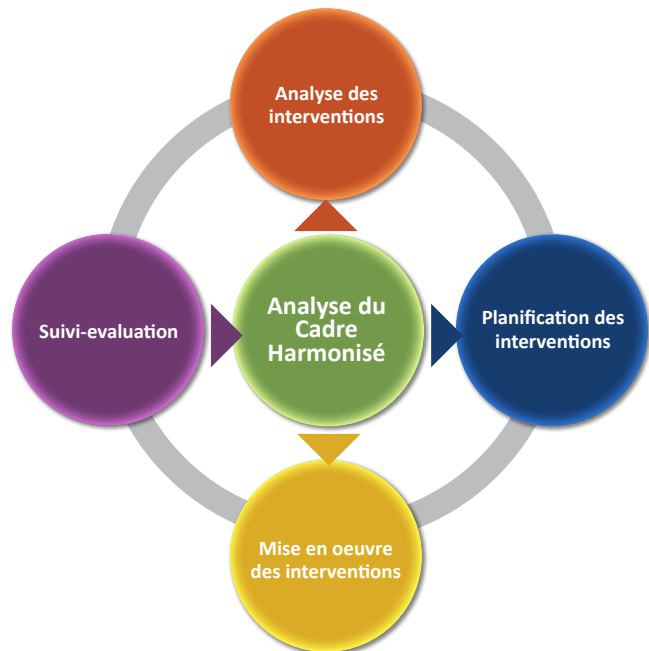 Analyse des
interventions
Suivi-evaluation
Analyse du
Cadre
Harmonisé
Planification des
interventions
Mise en oeuvre
des interventions